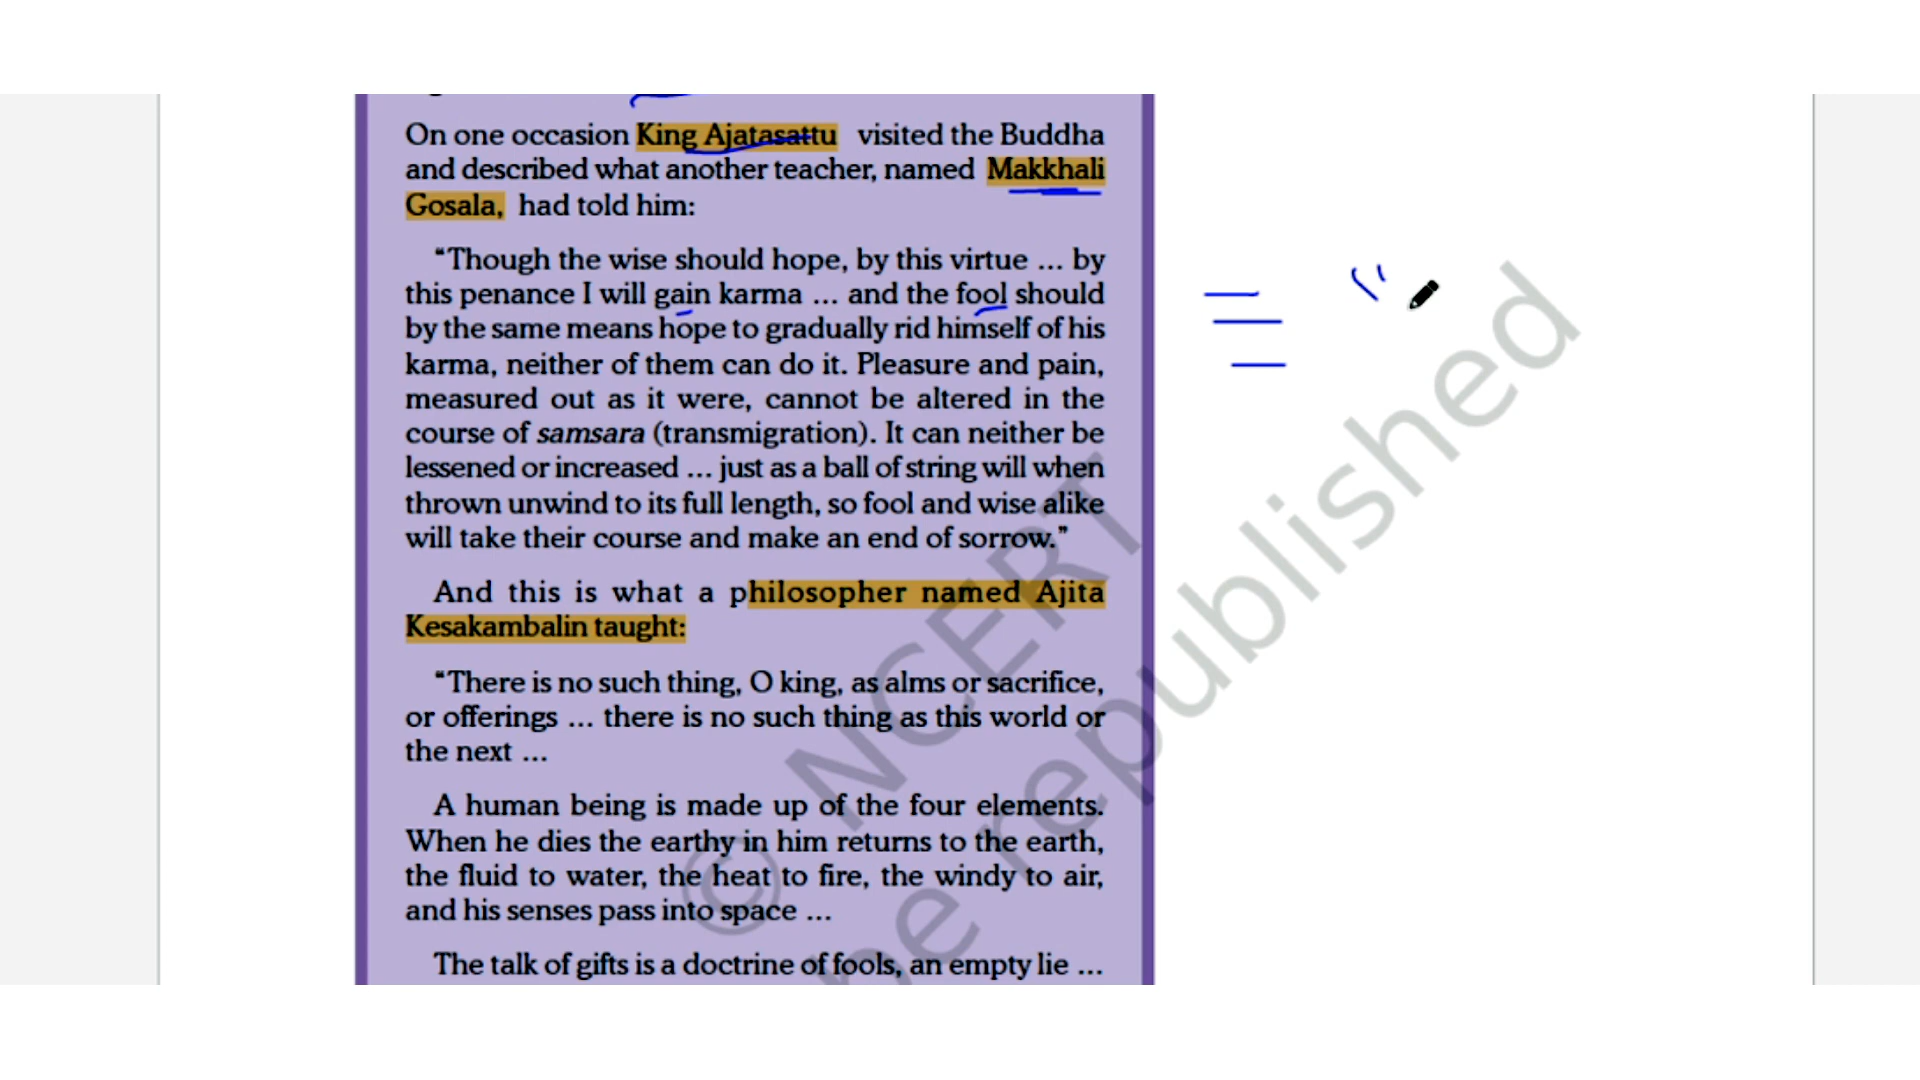 On one occasion King Ajatasattu visited the Buddha
and described what another teacher, named Makkhali
Gosala, had told him:
“Though the wise should hope, by this virtue ... by
this penance I will gain karma ... and the fool should
by the same means hope to gradually rid himself of his
karma, neither of them can do it. Pleasure and pain,
measured out as it were, cannot be altered in the
course of samsara (transmigration). It can neither be
lessened or increased ... just as a ball of string will when
thrown unwind to its full length, so fool and wise alike
will take their course and make an end of sorrow.”
And this is what a philosopher named Ajita
Kesakambalin taught:
“There is no such thing, O king, as alms or sacrifice,
or offerings ... there is no such thing as this world or
the next ...
A human being is made up of the four elements.
When he dies the earthy in him returns to the earth,
the fluid to water, the heat to fire, the windy to air,
and his senses pass into space ...
The talk of gifts is a doctrine of fools, an empty lie ...
© NCERT
be republished